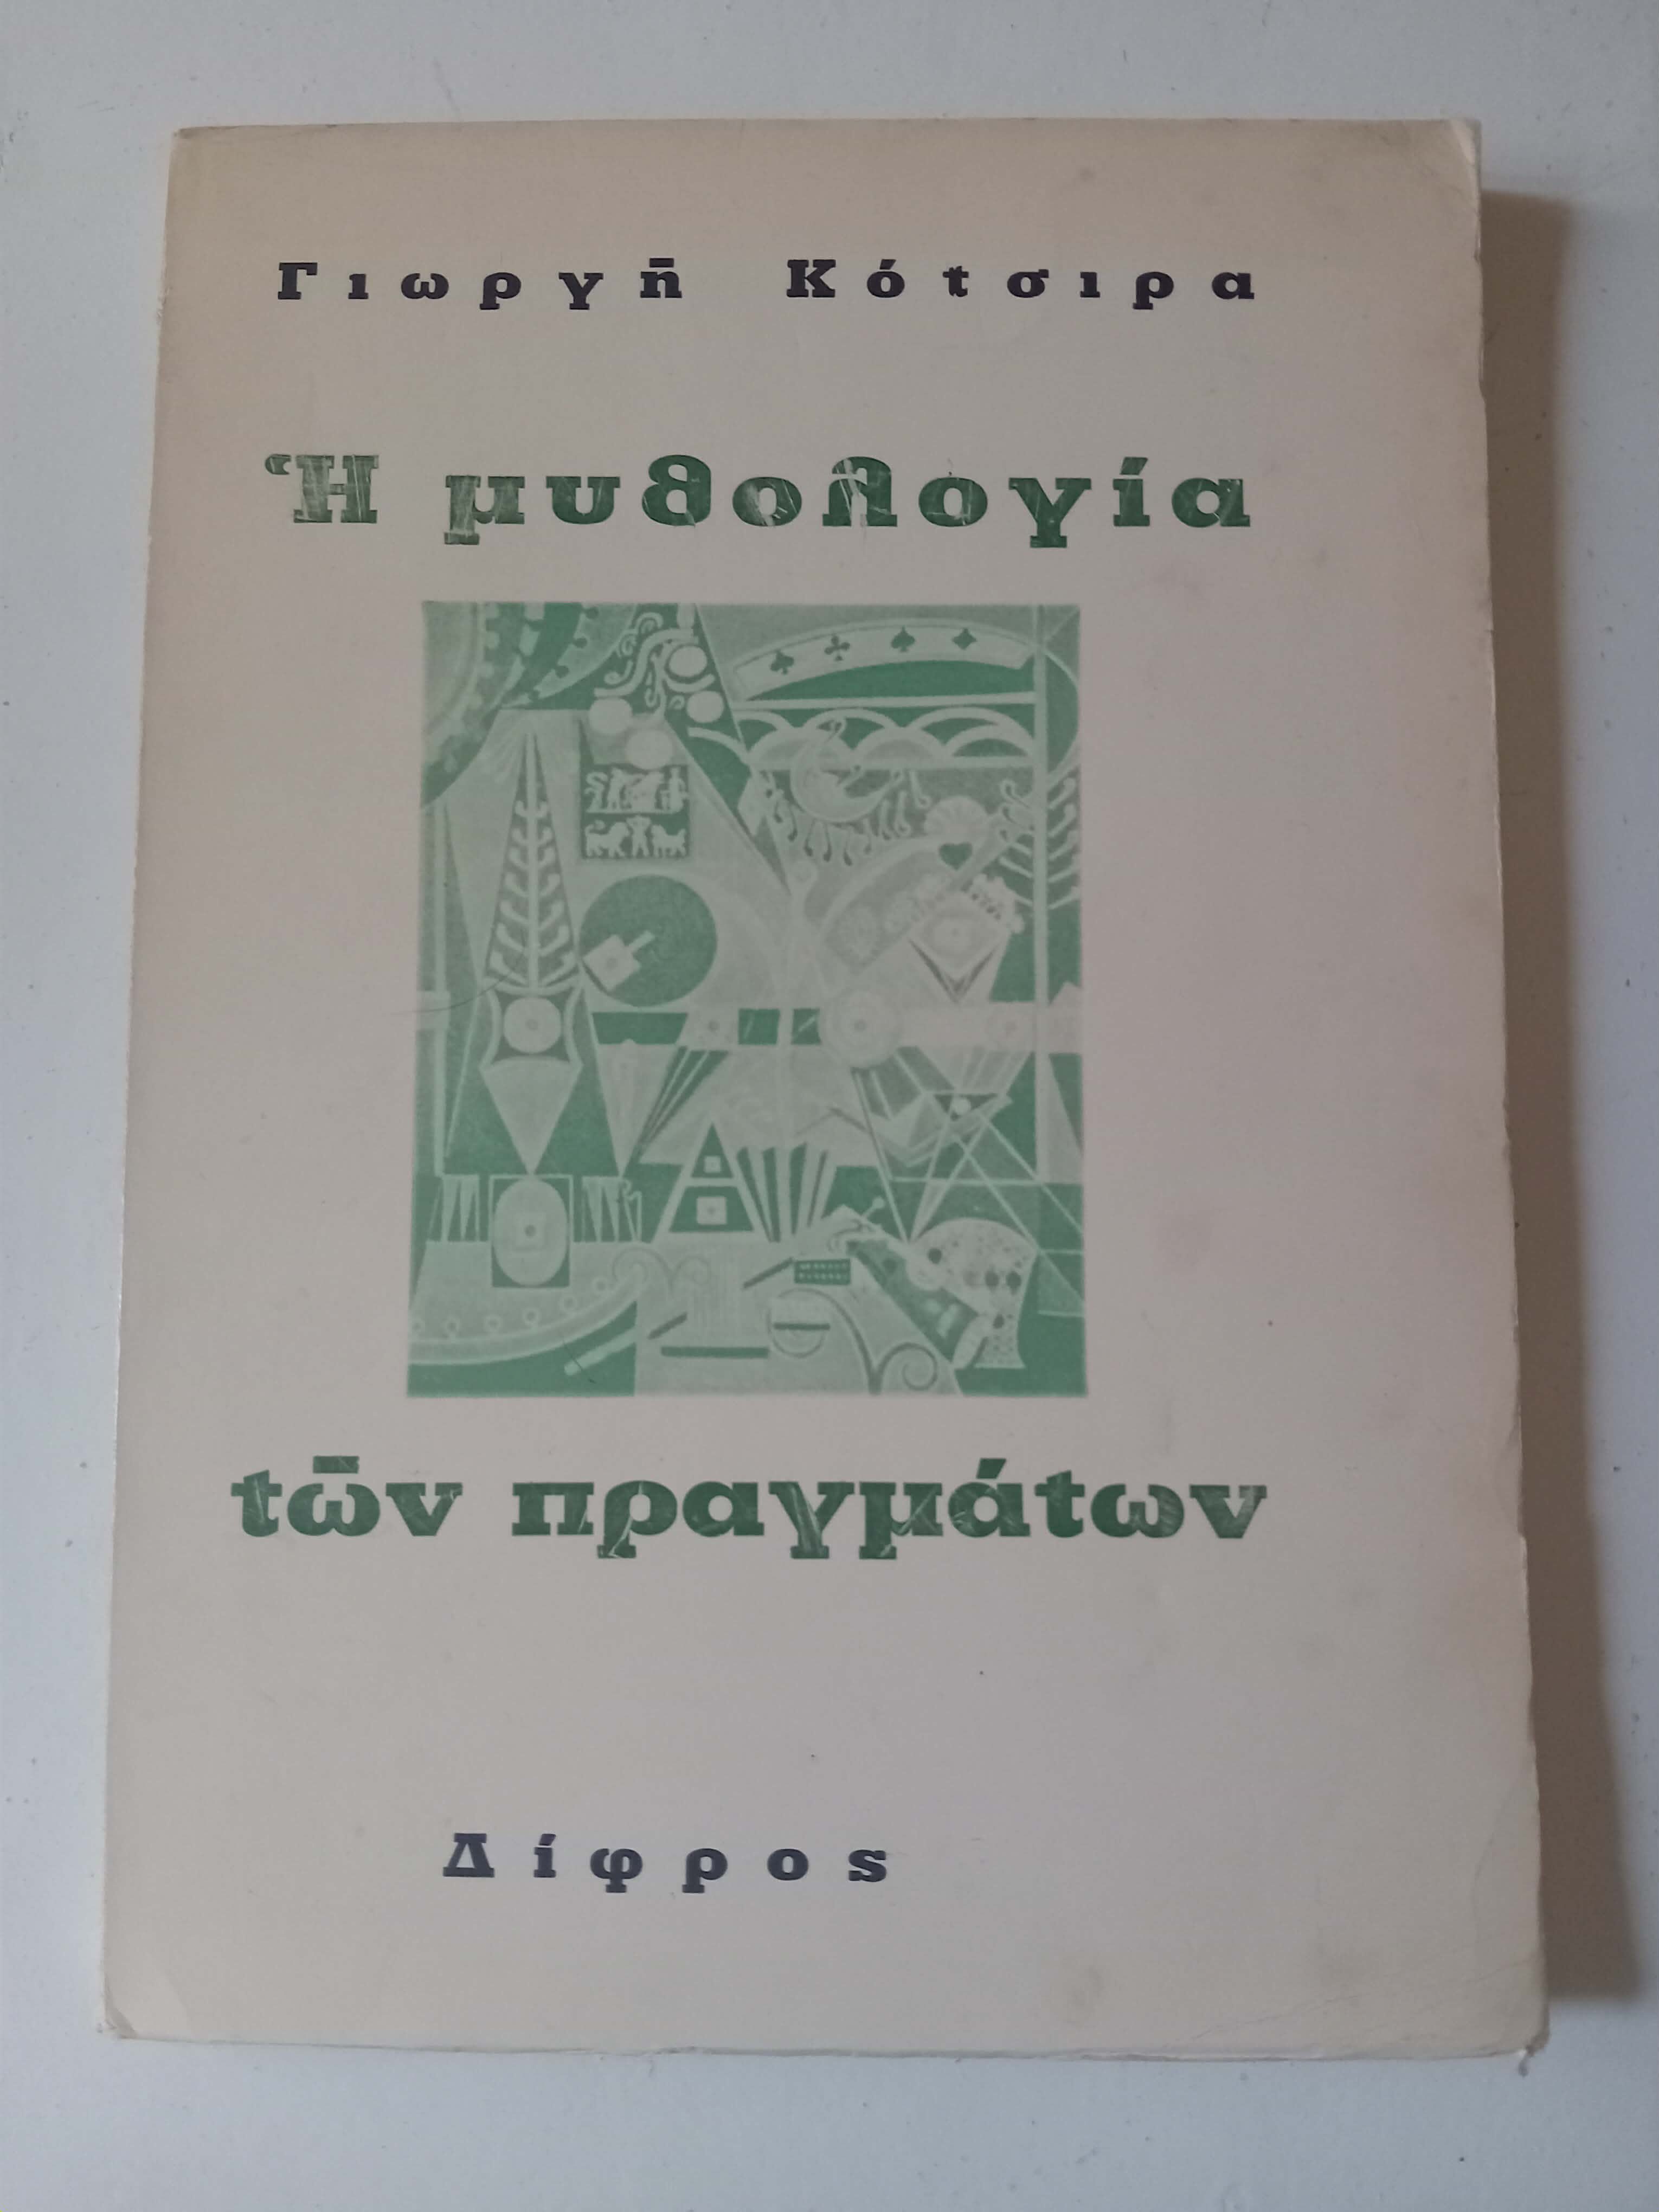 Γιωργῆ Κότσιρα
Ἡ μυθολογία
τῶν πραγμάτων
Δίφρος